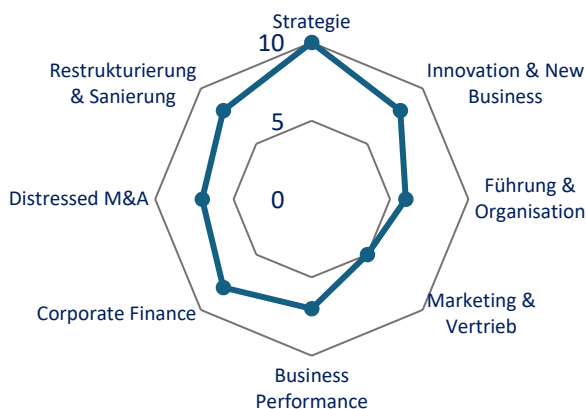 Strategie
10
Innovation & New
Business
Restrukturierung
& Sanierung
5
Führung &
Organisation
0
Distressed M&A
Marketing &
Vertrieb
Corporate Finance
Business
Performance